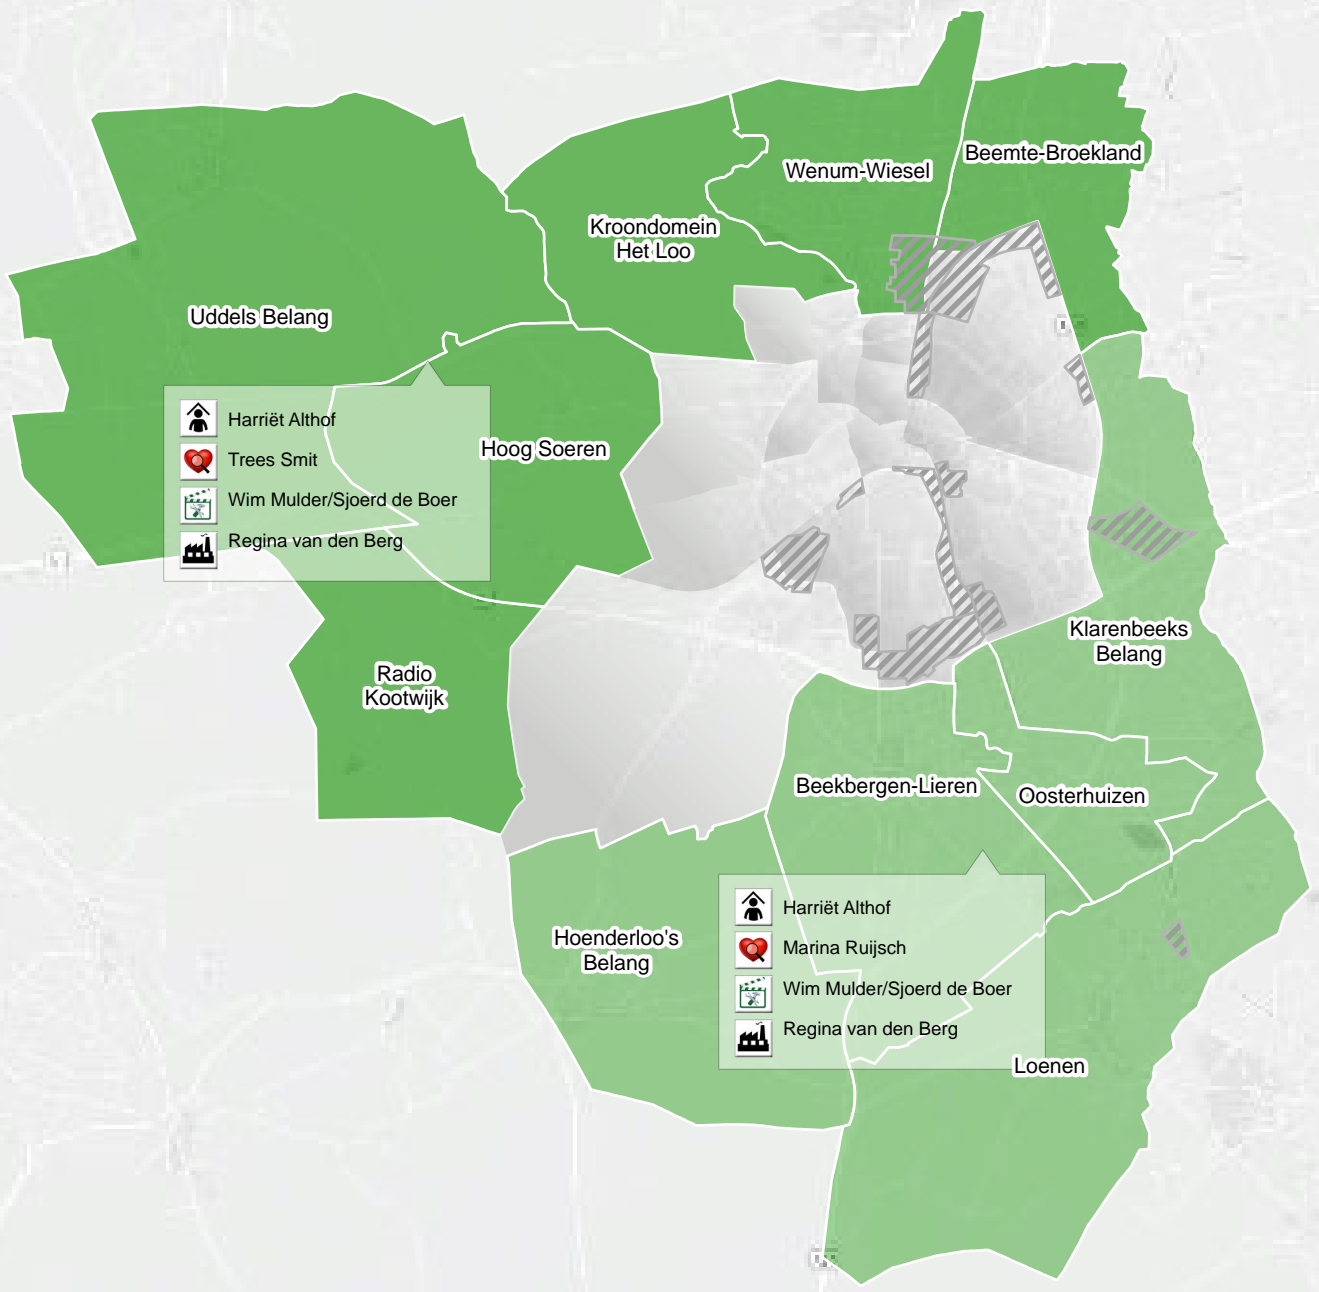 Beemte-Broekland
Wenum-Wiesel
Kroondomein
Het Loo
Uddels Belang
Harriët Althof
Trees Smit
Wim Mulder/Sjoerd de Boer
Regina van den Berg
Hoog Soeren
Radio
Kootwijk
Klarenbeeks
Belang
Beekbergen-Lieren
Oosterhuizen
Hoenderloo's
Belang
Harriët Althof
Marina Ruijsch
Wim Mulder/Sjoerd de Boer
Regina van den Berg
Loenen